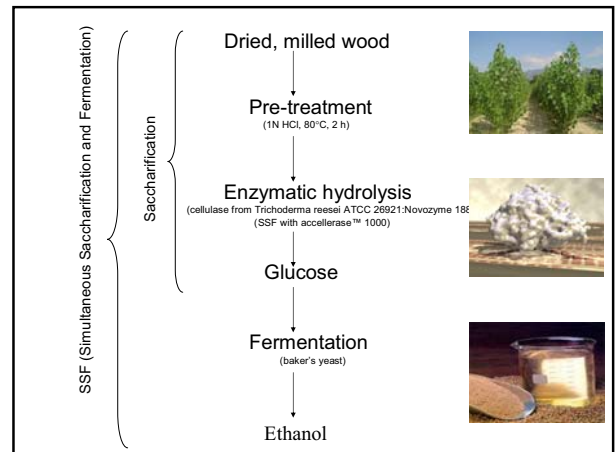 Dried, milled wood
Pre-treatment
(1N HCl, 80°C, 2 h)
Enzymatic hydrolysis
(cellulase from Trichoderma reesei ATCC 26921:Novozyme 188
(SSF with accellerase™ 1000)
Glucose
Fermentation
(baker's yeast)
Ethanol
Saccharification
SSF (Simultaneous Saccharification and Fermentation)